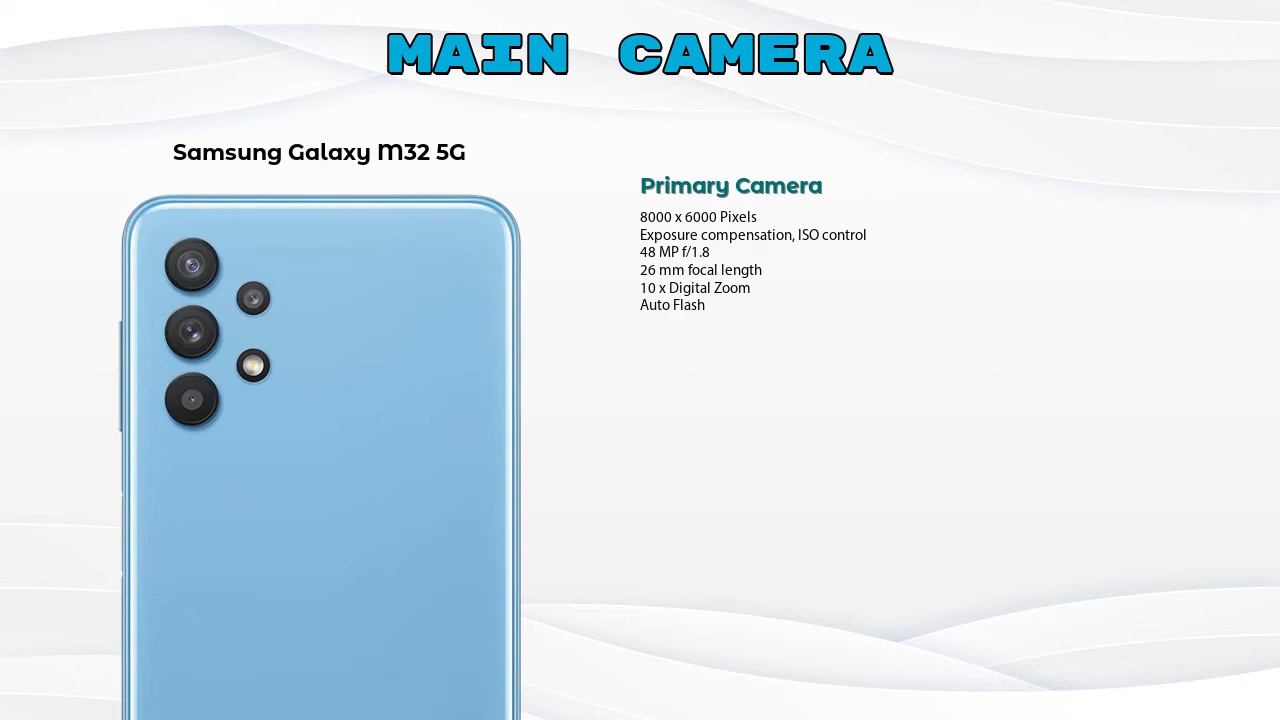 MAIN CAMERA
Samsung Galaxy M32 5G
Primary Camera
8000 x 6000 Pixels
Exposure compensation, ISO control
48 MP f/1.8
26 mm focal length
10 x Digital Zoom
Auto Flash